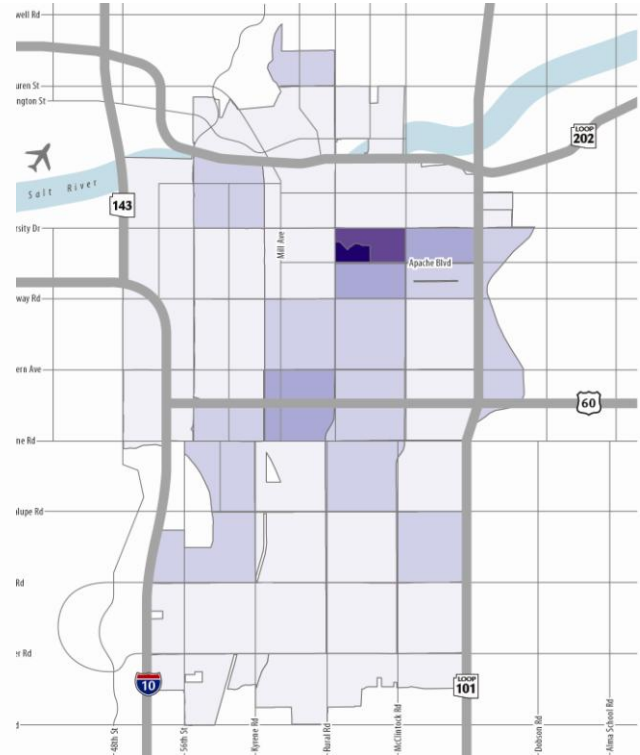 well Rd
uren St
ngton St
LOOP
202
Salt River
143
rsity Dr
Mill Ave
Apache Blvd
way Rd
ern Ave
60
ne Rd
lupe Rd
Rd
er Rd
10
LOOP
101
d
48th St
56th St
Kyrene Rd
Rural Rd
McClintock Rd
Dobson Rd
Alma School Rd